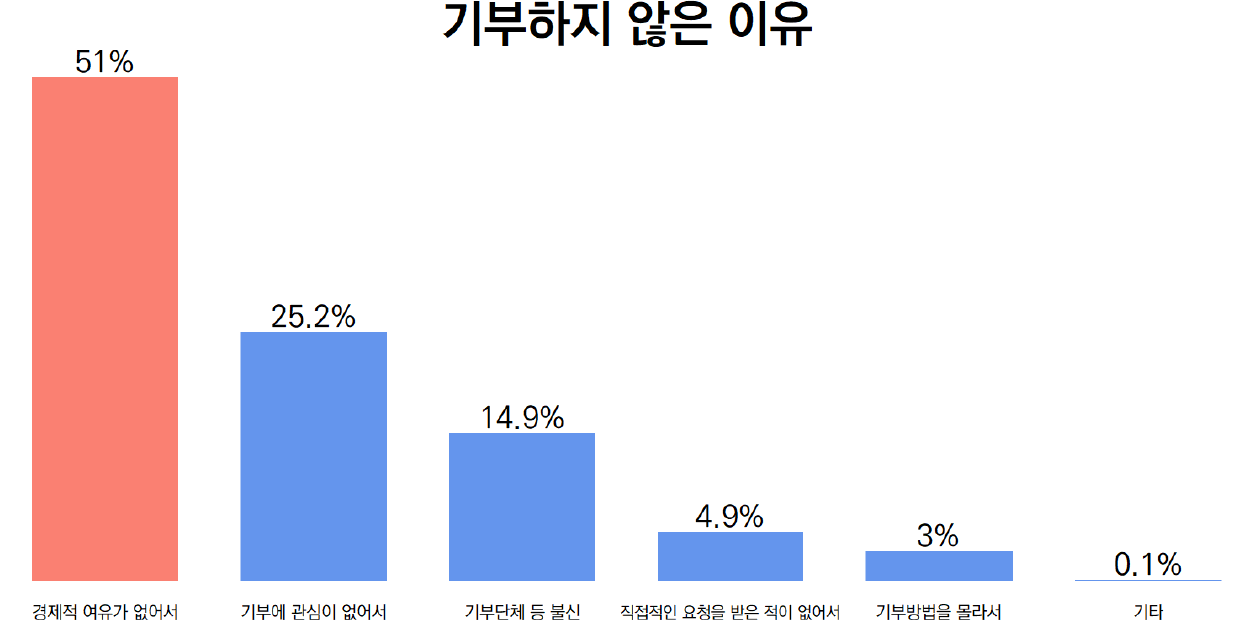 기부하지 않은 이유
51%
25.2%
14.9%
4.9%
3%
0.1%
경제적 여유가 없어서
기부에 관심이 없어서
기부단체 등 불신
직접적인 요청을 받은 적이 없어서
기부방법을 몰라서
기타